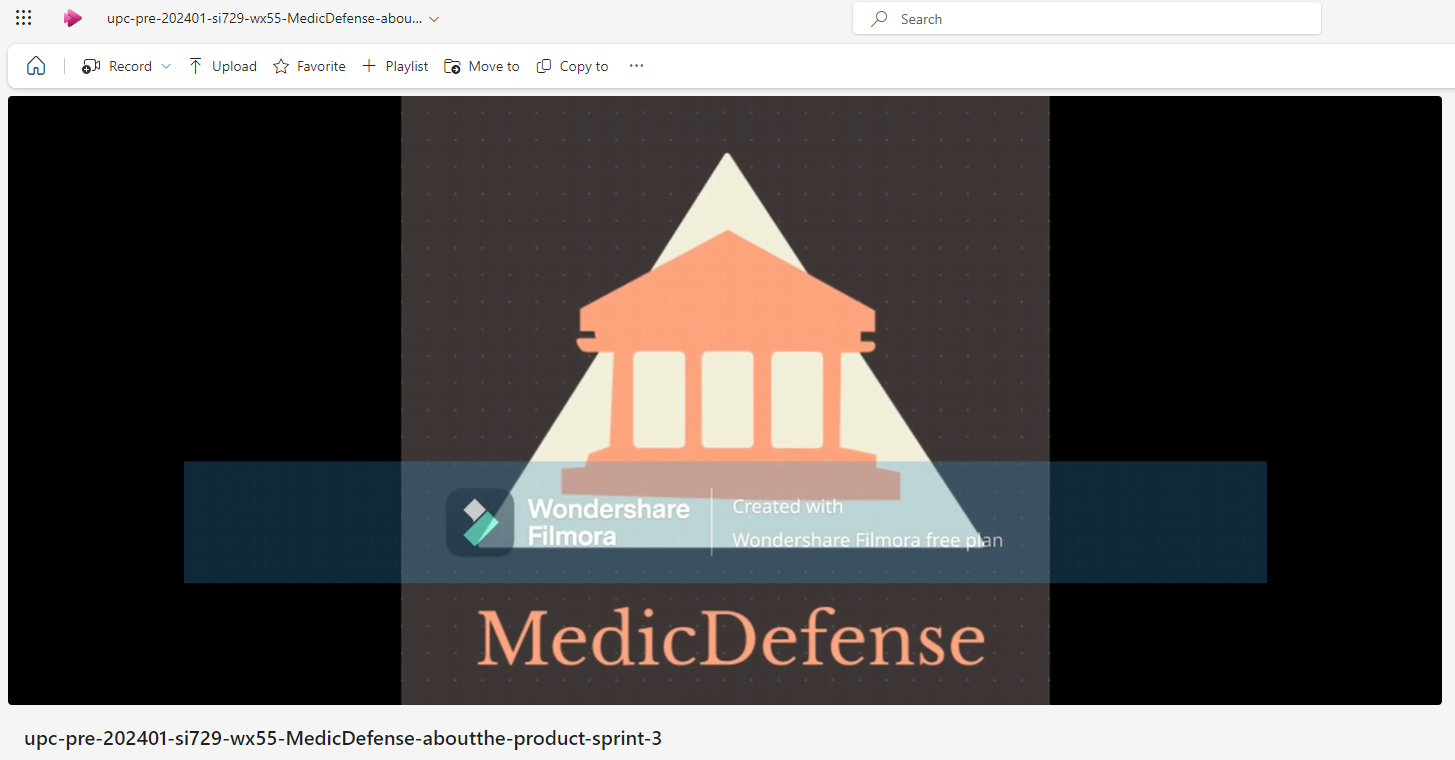 upc-pre-202401-si729-wx55-MedicDefense-abou...
Search
Record
Upload
Favorite
Playlist
Move to
Copy to
Wondershare
Filmora
Created with
Wondershare Filmora free plan
MedicDefense
upc-pre-202401-si729-wx55-MedicDefense-aboutthe-product-sprint-3